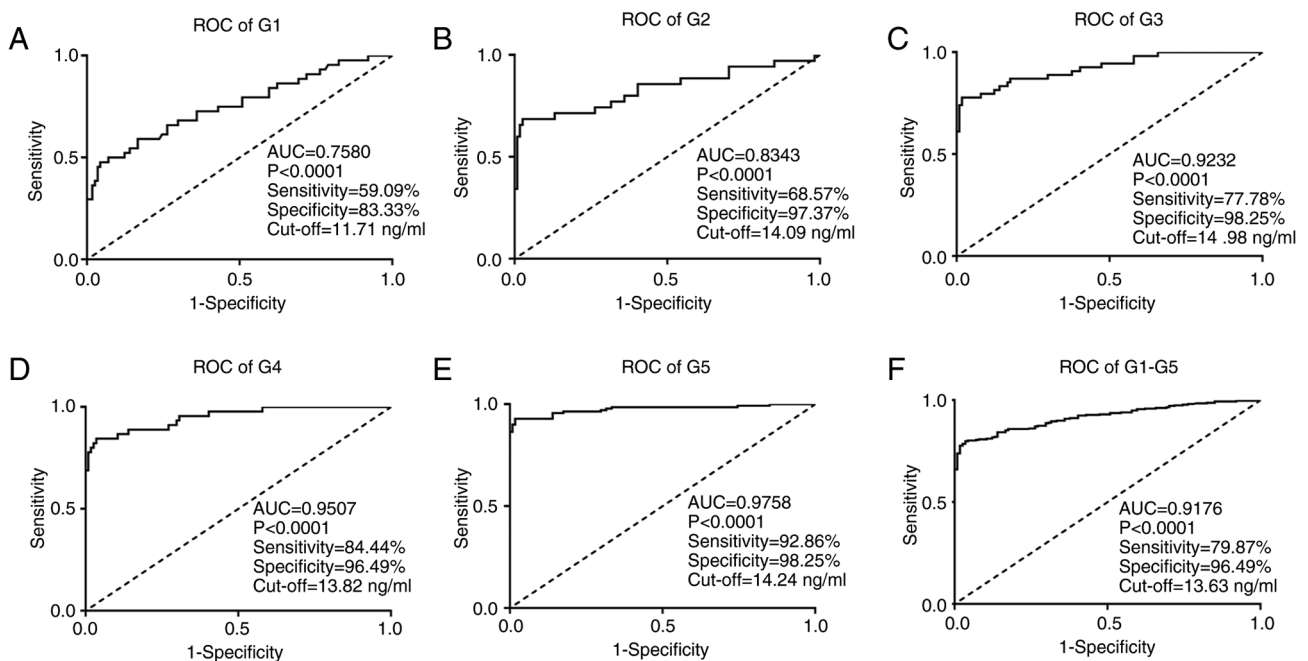 A
ROC of G1
1.0
0.5
0.0
Sensitivity
AUC=0.7580
P<0.0001
Sensitivity=59.09%
Specificity=83.33%
Cut-off=11.71 ng/ml
0.0 0.5 1.0
1-Specificity
B
ROC of G2
1.0
0.5
0.0
Sensitivity
AUC=0.8343
P<0.0001
Sensitivity=68.57%
Specificity=97.37%
Cut-off=14.09 ng/ml
0.0 0.5 1.0
1-Specificity
C
ROC of G3
1.0
0.5
0.0
Sensitivity
AUC=0.9232
P<0.0001
Sensitivity=77.78%
Specificity=98.25%
Cut-off=14 .98 ng/ml
0.0 0.5 1.0
1-Specificity
D
ROC of G4
1.0
0.5
0.0
Sensitivity
AUC=0.9507
P<0.0001
Sensitivity=84.44%
Specificity=96.49%
Cut-off=13.82 ng/ml
0.0 0.5 1.0
1-Specificity
E
ROC of G5
1.0
0.5
0.0
Sensitivity
AUC=0.9758
P<0.0001
Sensitivity=92.86%
Specificity=98.25%
Cut-off=14.24 ng/ml
0.0 0.5 1.0
1-Specificity
F
ROC of G1-G5
1.0
0.5
0.0
Sensitivity
AUC=0.9176
P<0.0001
Sensitivity=79.87%
Specificity=96.49%
Cut-off=13.63 ng/ml
0.0 0.5 1.0
1-Specificity